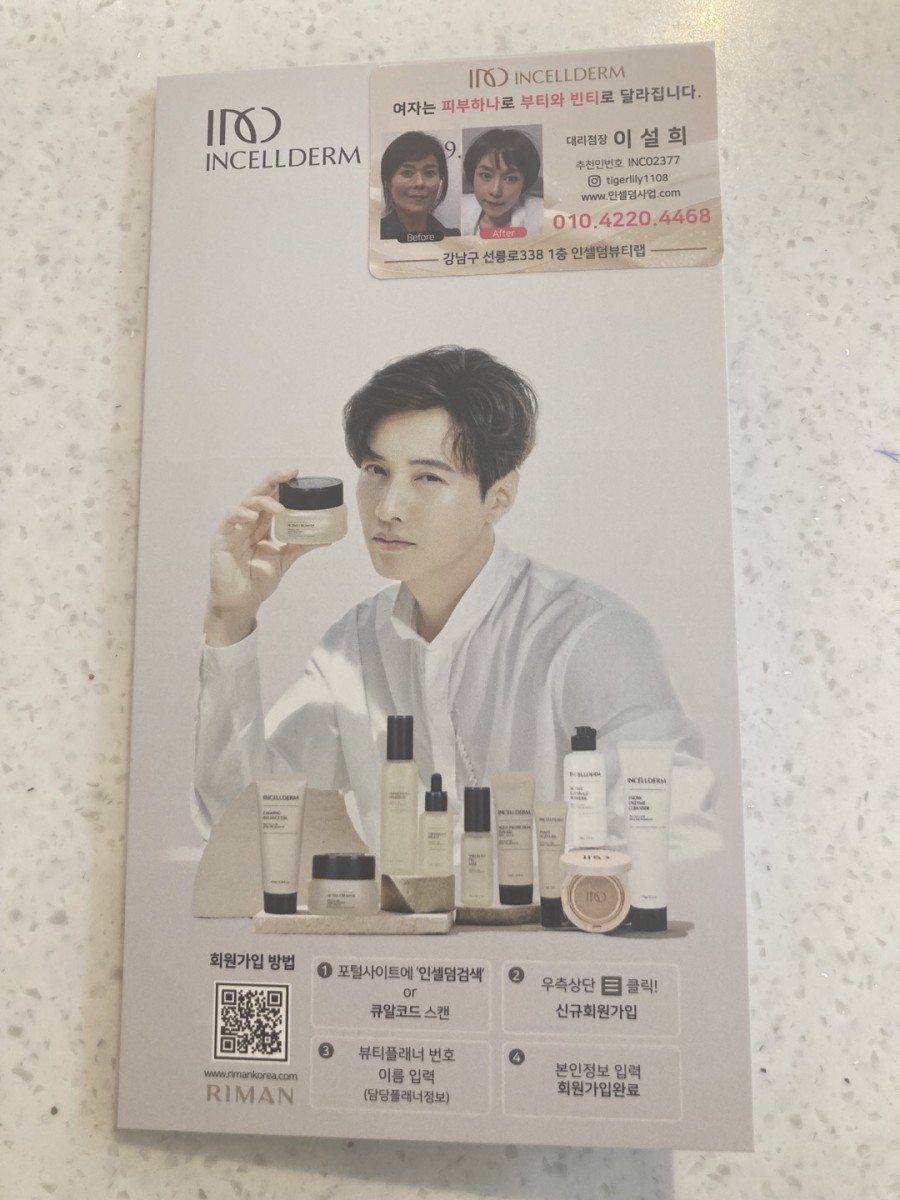 INCELLDERM
INCELLDERM
여자는 피부하나로 부티와 빈티로 달라집니다.
9.
Before
After
대리점장 이 설 희
추천인번호 INC02377
tigerlily1108
www.인셀덤사업.com
010.4220.4468
강남구 선릉로338 1층 인셀덤뷰티랩
INCELLDERM
INCELLDERM
INCELLDERM
INCELLDERM
회원가입 방법
www.rimankorea.com
RIMAN
1 포털사이트에 '인셀덤검색'
or
큐알코드 스캔
2 우측상단 클릭!
신규회원가입
3 뷰티플래너 번호
이름 입력
(담당플래너정보)
4 본인정보 입력
회원가입완료